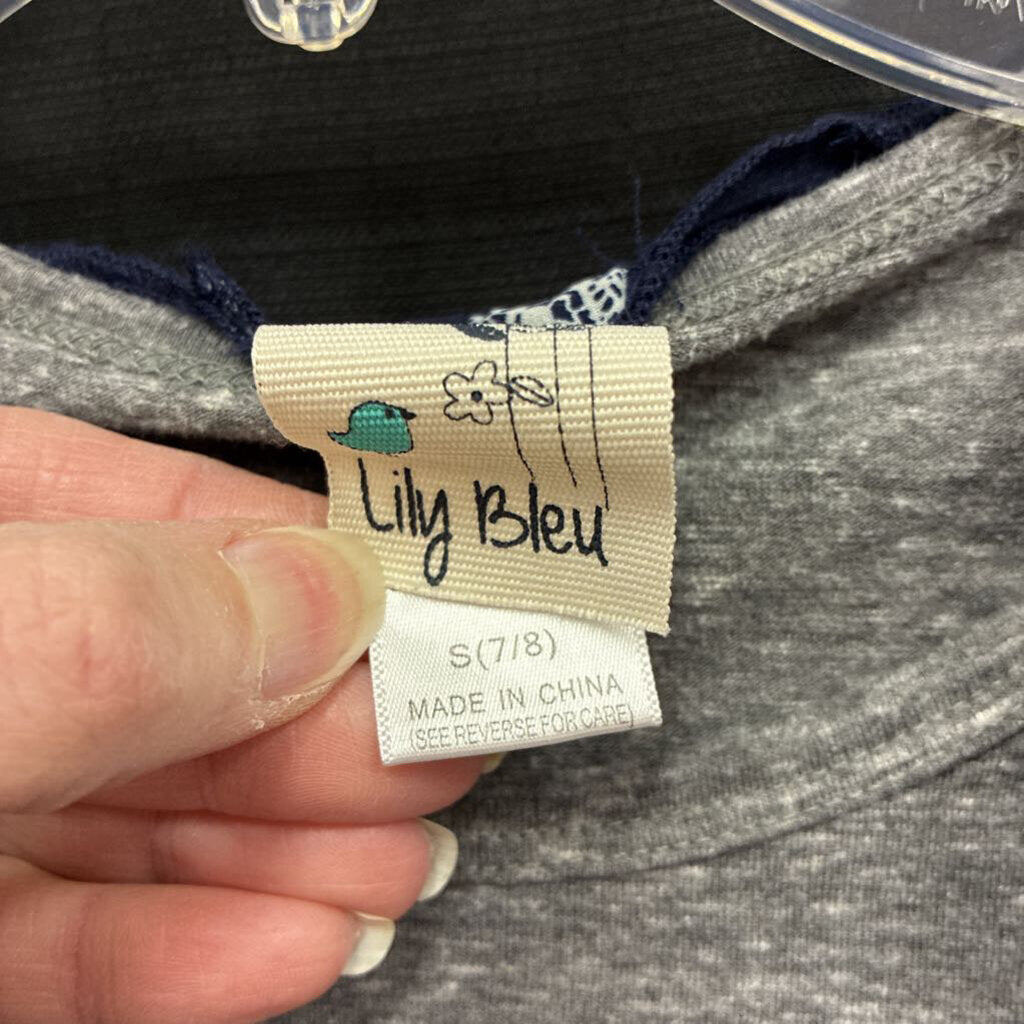 Lily Bleu
S(7/8)
MADE IN CHINA
(SEE REVERSE FOR CARE)